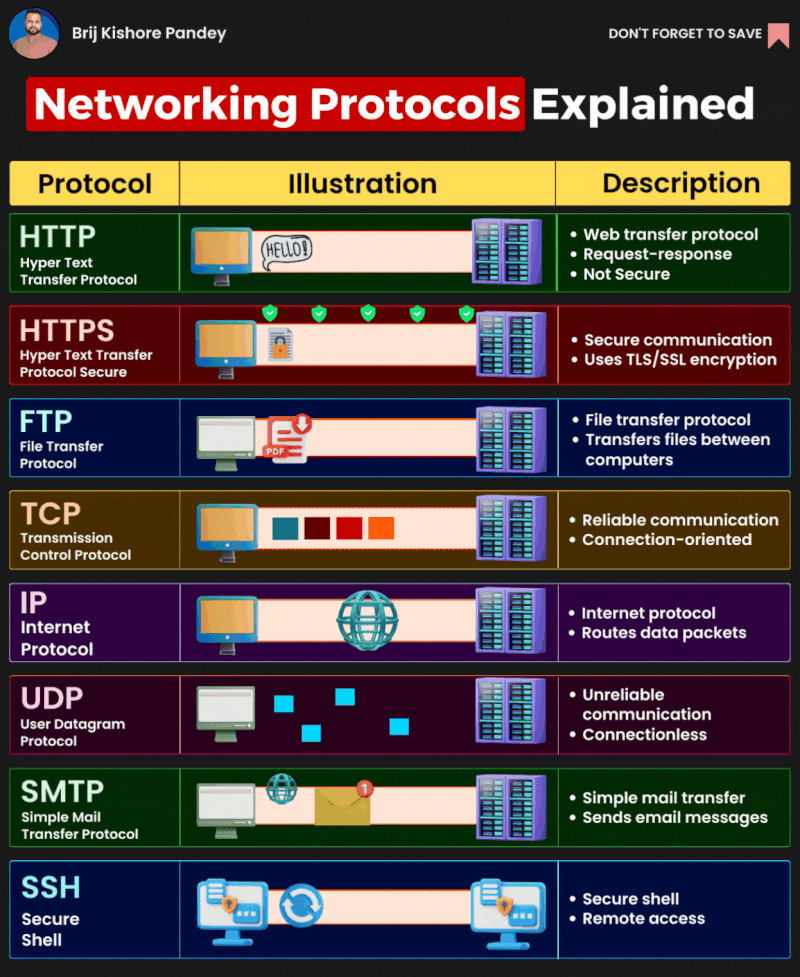 Brij Kishore Pandey
DON'T FORGET TO SAVE
Networking Protocols Explained
Protocol
Illustration
Description
HTTP
Hyper Text
Transfer Protocol
HELLO!
Web transfer protocol
Request-response
Not Secure
HTTPS
Hyper Text Transfer
Protocol Secure
Secure communication
Uses TLS/SSL encryption
FTP
File Transfer
Protocol
PDF
File transfer protocol
Transfers files between
computers
TCP
Transmission
Control Protocol
Reliable communication
Connection-oriented
IP
Internet
Protocol
Internet protocol
Routes data packets
UDP
User Datagram
Protocol
Unreliable
communication
Connectionless
SMTP
Simple Mail
Transfer Protocol
1
Simple mail transfer
Sends email messages
SSH
Secure
Shell
Secure shell
Remote access